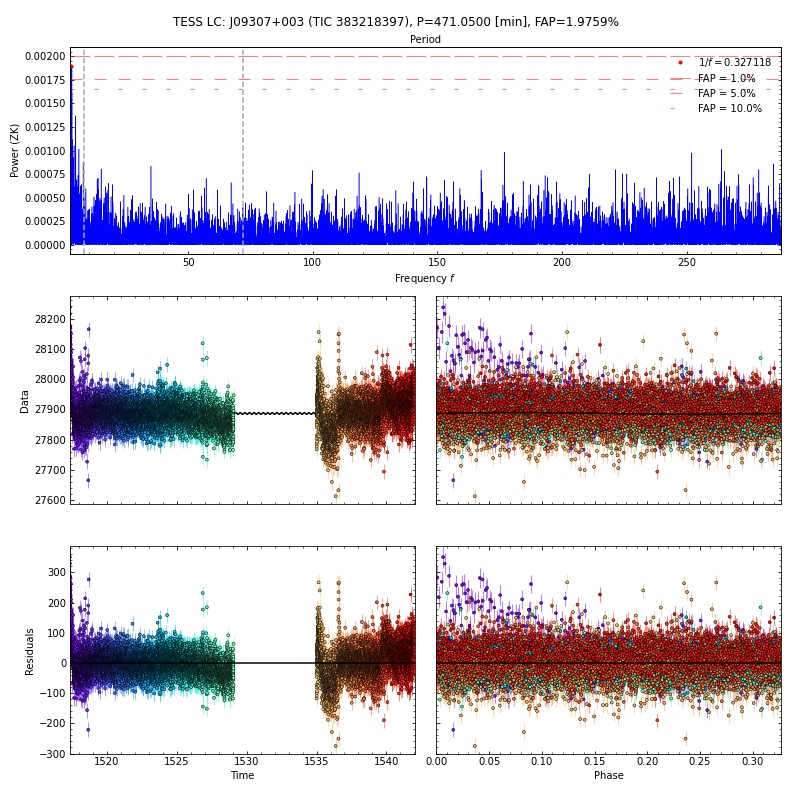 TESS LC: J09307+003 (TIC 383218397), P=471.0500 [min], FAP=1.9759%
Period
0.00200
0.00175
0.00150
0.00125
0.00100
0.00075
0.00050
0.00025
0.00000
Power (ZK)
1/f = 0.327118
FAP = 1.0%
FAP = 5.0%
FAP = 10.0%
50 100 150 200 250
Frequency f
28200
28100
28000
27900
27800
27700
27600
Data
300
200
100
0
−100
−200
−300
Residuals
1520 1525 1530 1535 1540
Time
0.00 0.05 0.10 0.15 0.20 0.25 0.30
Phase